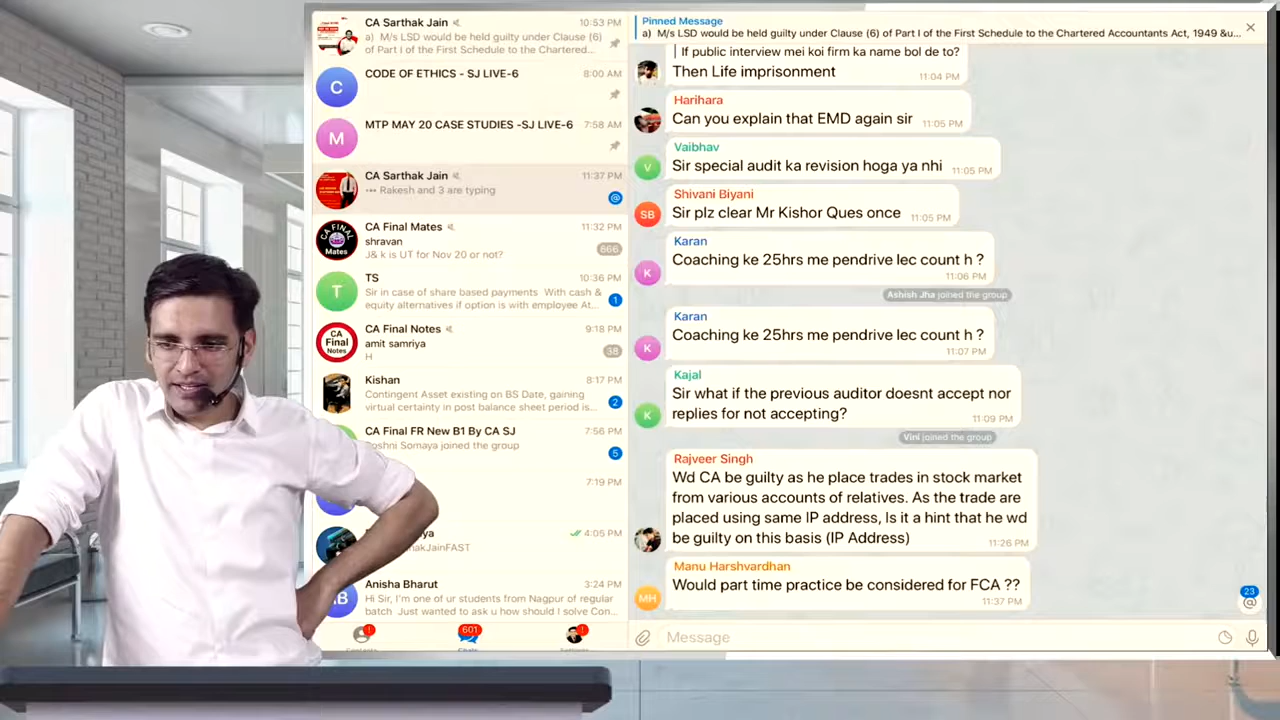 CA Sarthak Jain
10:53 PM
a) M/s LSD would be held guilty under Clause (6)
of Part I of the First Schedule to the Chartered...
C
CODE OF ETHICS - SJ LIVE-6
8:00 AM
M
MTP MAY 20 CASE STUDIES -SJ LIVE-6
7:58 AM
CA Sarthak Jain
11:37 PM
Rakesh and 3 are typing
@
CA FINAL
Mates
CA Final Mates
11:32 PM
shravan
J& k is UT for Nov 20 or not?
666
T
TS
10:36 PM
Sir in case of share based payments With cash &
equity alternatives if option is with employee At...
1
CA
Final
Notes
CA Final Notes
9:18 PM
amit samriya
H
38
Kishan
8:17 PM
Contingent Asset existing on BS Date, gaining
virtual certainty in post balance sheet period is...
2
CA Final FR New B1 By CA SJ
7:56 PM
oshni Somaya joined the group
5
7:19 PM
ya
4:05 PM
akJainFAST
Anisha Bharut
3:24 PM
Hi Sir, I'm one of ur students from Nagpur of regular
batch Just wanted to ask u how should I solve Con...
.B
1
601
1
Chats
Pinned Message
a) M/s LSD would be held guilty under Clause (6) of Part I of the First Schedule to the Chartered Accountants Act, 1949 &u...
If public interview mei koi firm ka name bol de to?
Then Life imprisonment
11:04 PM
Harihara
Can you explain that EMD again sir
11:05 PM
Vaibhav
V
Sir special audit ka revision hoga ya nhi
11:05 PM
Shivani Biyani
SB
Sir plz clear Mr Kishor Ques once
11:05 PM
Karan
K
Coaching ke 25hrs me pendrive lec count h ?
11:06 PM
Ashish Jha joined the group
Karan
K
Coaching ke 25hrs me pendrive lec count h ?
11:07 PM
Kajal
Sir what if the previous auditor doesnt accept nor
K
replies for not accepting?
11:09 PM
Vini joined the group
Rajveer Singh
Wd CA be guilty as he place trades in stock market
from various accounts of relatives. As the trade are
placed using same IP address, Is it a hint that he wd
be guilty on this basis (IP Address)
11:26 PM
Manu Harshvardhan
MH
Would part time practice be considered for FCA ??
11:37 PM
23
@
Message